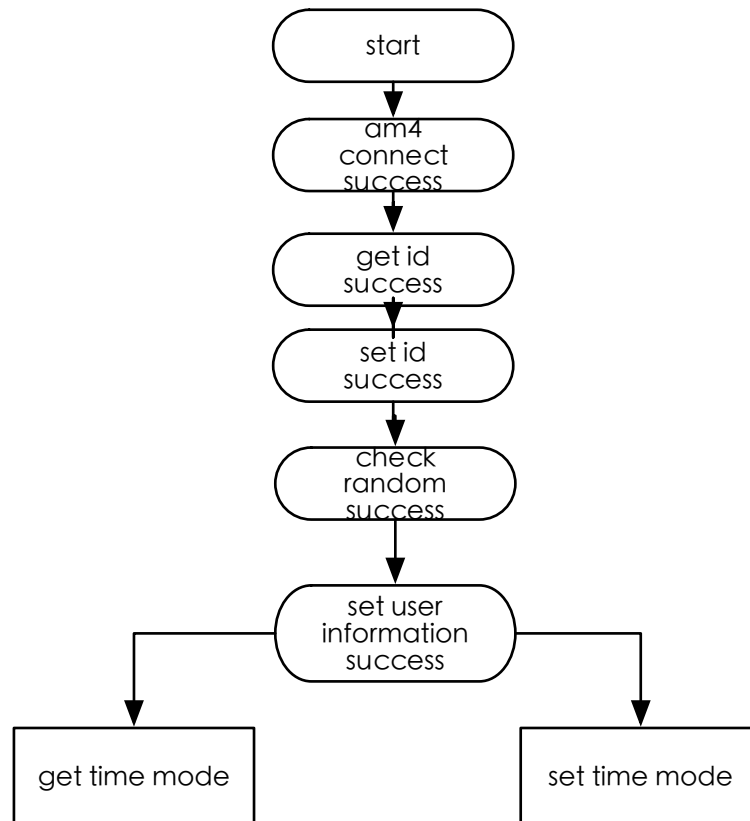 start
am4
connect
success
get id
success
set id
success
check
random
success
set user
information
success
get time mode
set time mode